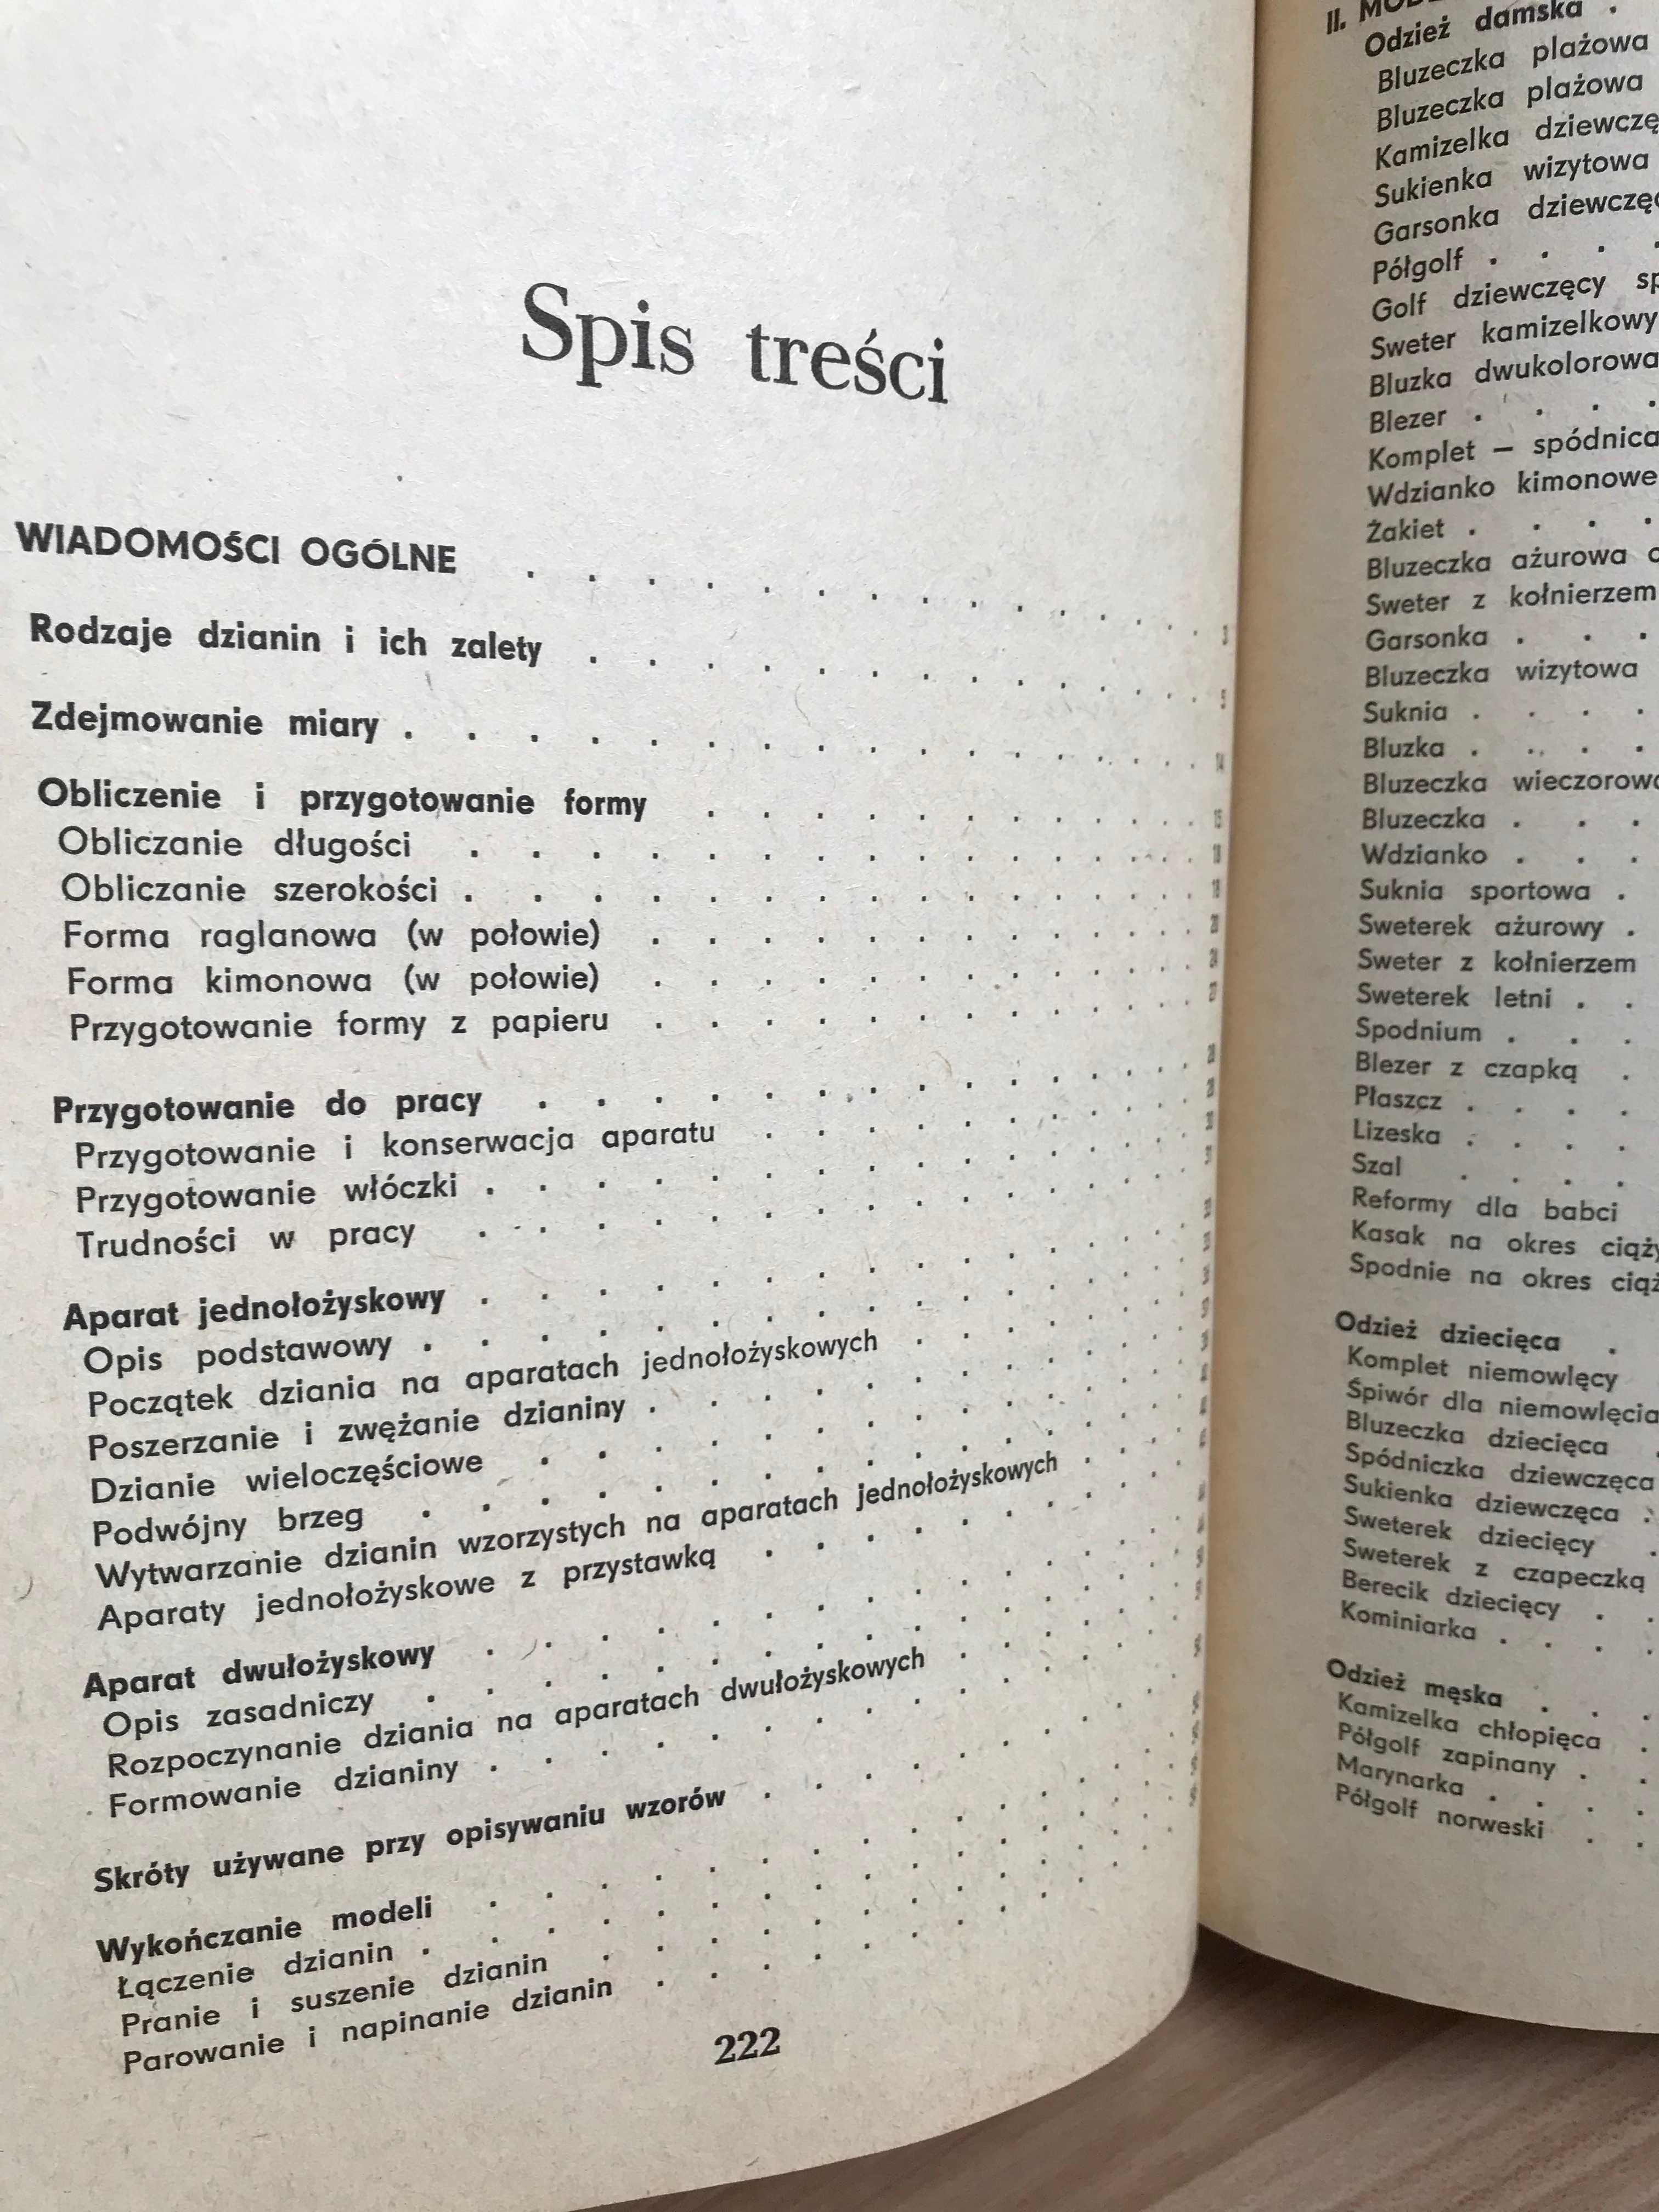 Spis treści
WIADOMOŚCI OGÓLNE . . . . . . . . . . . . 3
Rodzaje dzianin i ich zalety . . . . . . . . . . .
Zdejmowanie miary . . . . . . . . . . . . . 14
Obliczenie i przygotowanie formy . . . . . . . . . 15
Obliczanie długości . . . . . . . . . . . .
Obliczanie szerokości . . . . . . . . . . . .
Forma raglanowa (w połowie) . . . . . . . . . .
Forma kimonowa (w połowie) . . . . . . . . . .
Przygotowanie formy z papieru . . . . . . . . . .
Przygotowanie do pracy . . . . . . . . . . . .
Przygotowanie i konserwacja aparatu . . . . . . . .
Przygotowanie włóczki . . . . . . . . . . . .
Trudności w pracy . . . . . . . . . . . .
Aparat jednołożyskowy . . . . . . . . . . . .
Opis podstawowy . . . . . . . . . . . .
Początek dziania na aparatach jednołożyskowych . . . . .
Poszerzanie i zwężanie dzianiny . . . . . . . . .
Dzianie wieloczęściowe . . . . . . . . . . .
Podwójny brzeg . . . . . . . . . . . .
Wytwarzanie dzianin wzorzystych na aparatach jednołożyskowych . .
Aparaty jednołożyskowe z przystawką . . . . . . . .
Aparat dwułożyskowy . . . . . . . . . . . .
Opis zasadniczy . . . . . . . . . . . .
Rozpoczynanie dziania na aparatach dwułożyskowych . . . .
Formowanie dzianiny . . . . . . . . . . . .
Skróty używane przy opisywaniu wzorów . . . . . . .
Wykończanie modeli . . . . . . . . . . . .
Łączenie dzianin . . . . . . . . . . . .
Pranie i suszenie dzianin . . . . . . . . . .
Parowanie i napinanie dzianin . . . . . . . . .
222
II.
Odzież damska .
Bluzeczka plażowa
Bluzeczka plażowa
Kamizelka
Sukienka wizytowa
Garsonka
Półgolf . . . .
Golf dziewczęcy
Sweter kamizelkowy
Bluzka dwukolorowa
Blezer . . . .
Komplet — spódnica
Wdzianko kimonowe
Żakiet . . . .
Bluzeczka ażurowa
Sweter z kołnierzem
Garsonka . . .
Bluzeczka wizytowa
Suknia . . . .
Bluzka . . . .
Bluzeczka
Bluzeczka . . .
Wdzianko . . .
Suknia sportowa .
Sweterek ażurowy .
Sweter z kołnierzem
Sweterek letni . .
Spodnium . . .
Blezer z czapką .
Płaszcz . . . .
Lizeska . . . .
Szal . . . .
Reformy dla babci
Kasak na okres
Spodnie na okres
Odzież dziecięca .
Komplet niemowlęcy
Śpiwór dla niemowlęcia
Bluzeczka dziecięca .
Spódniczka dziewczęca
Sukienka dziewczęca .
Sweterek dziecięcy .
Sweterek z czapeczką
Berecik dziecięcy . .
Kominiarka . . . .
Odzież męska . . .
Kamizelka chłopięca .
Półgolf zapinany . .
Marynarka . . . .
Półgolf norweski . .